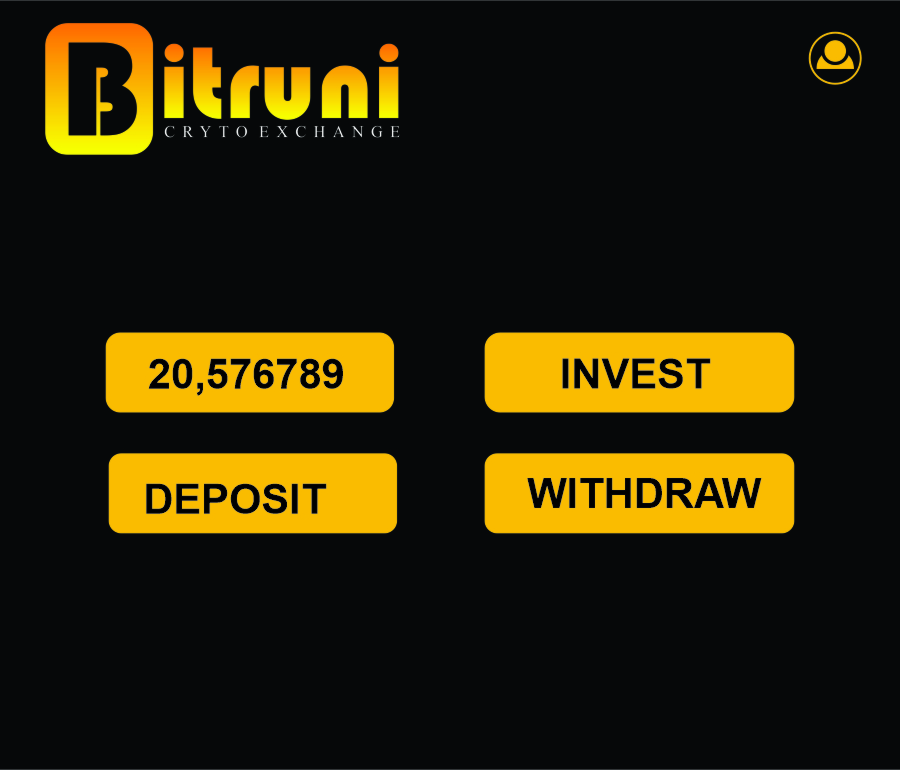 Bitruni
CRYTO EXCHANGE
20,576789
INVEST
DEPOSIT
WITHDRAW